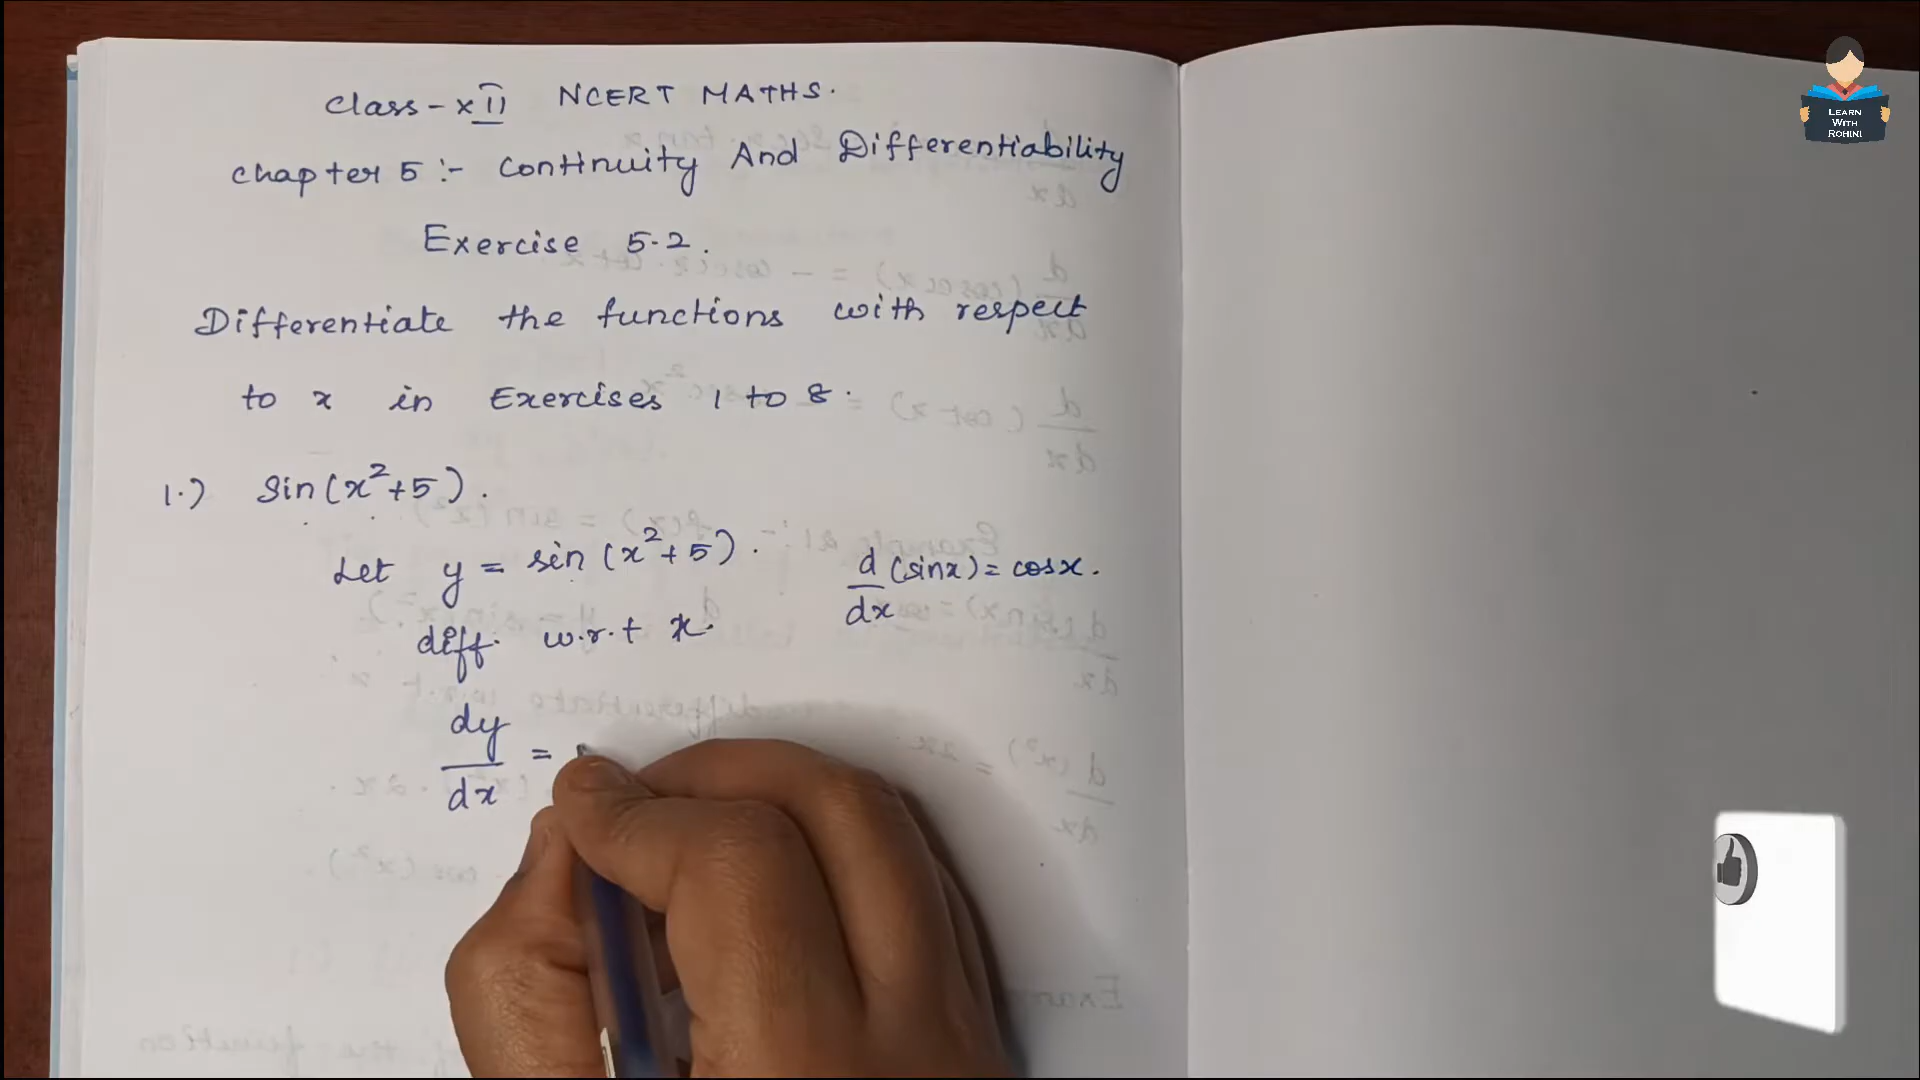 Class - XII NCERT MATHS.
Chapter 5 :- Continuity And Differentiability
Exercise 5.2.
Differentiate the functions with respect
to x in Exercises 1 to 8.
1.) Sin(x²+5).
Let y = sin(x²+5).
d/dx (sinx) = cosx.
diff. w.r.t x.
dy/dx =
LEARN
WITH
ROHINI